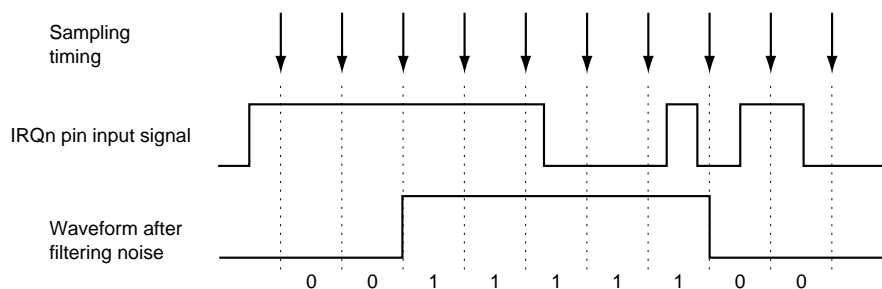 Sampling
timing
IRQn pin input signal
Waveform after
filtering noise
0 0 1 1 1 1 1 0 0